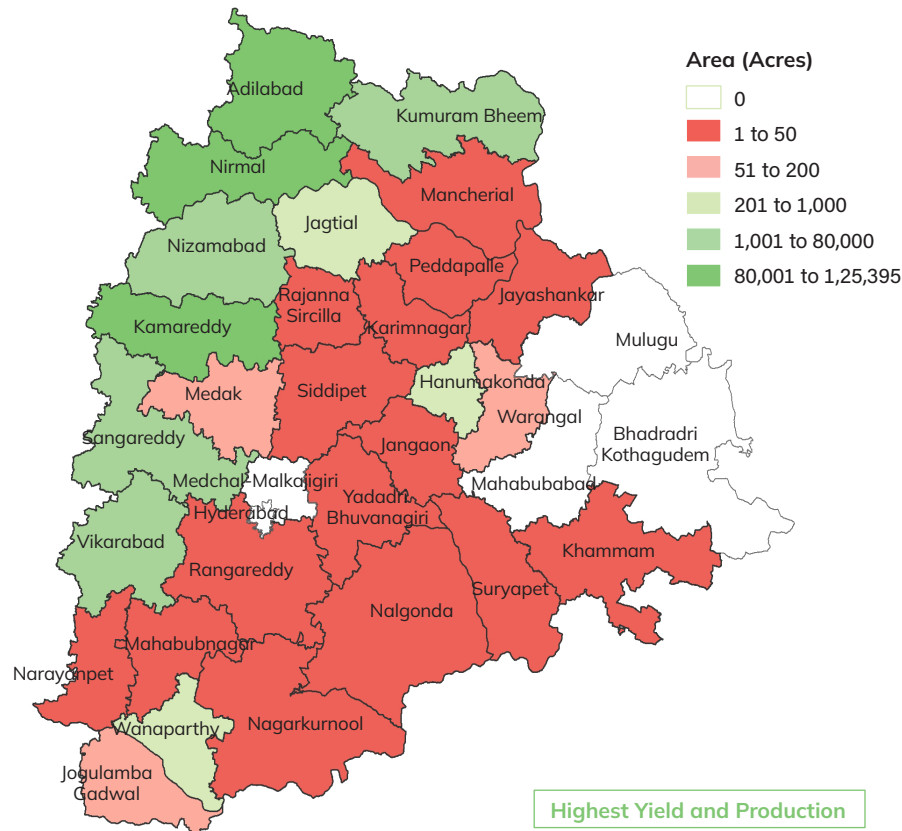 Adilabad
Kumuram Bheem
Nirmal
Mancherial
Jagtial
Nizamabad
Peddapalle
Jayashankar
Rajanna
Sircilla
Kamareddy
Karimnagar
Mulugu
Siddipet
Hanumakonda
Medak
Warangal
Sangareddy
Jangaon
Bhadradri
Kothagudem
Medchal-Malkajigiri
Mahabubabad
Yadadri
Bhuvanagiri
Hyderabad
Vikarabad
Khammam
Rangareddy
Suryapet
Nalgonda
Mahabubnagar
Narayanpet
Wanaparthy
Nagarkurnool
Jogulamba
Gadwal
Area (Acres)
0
1 to 50
51 to 200
201 to 1,000
1,001 to 80,000
80,001 to 1,25,395
Highest Yield and Production